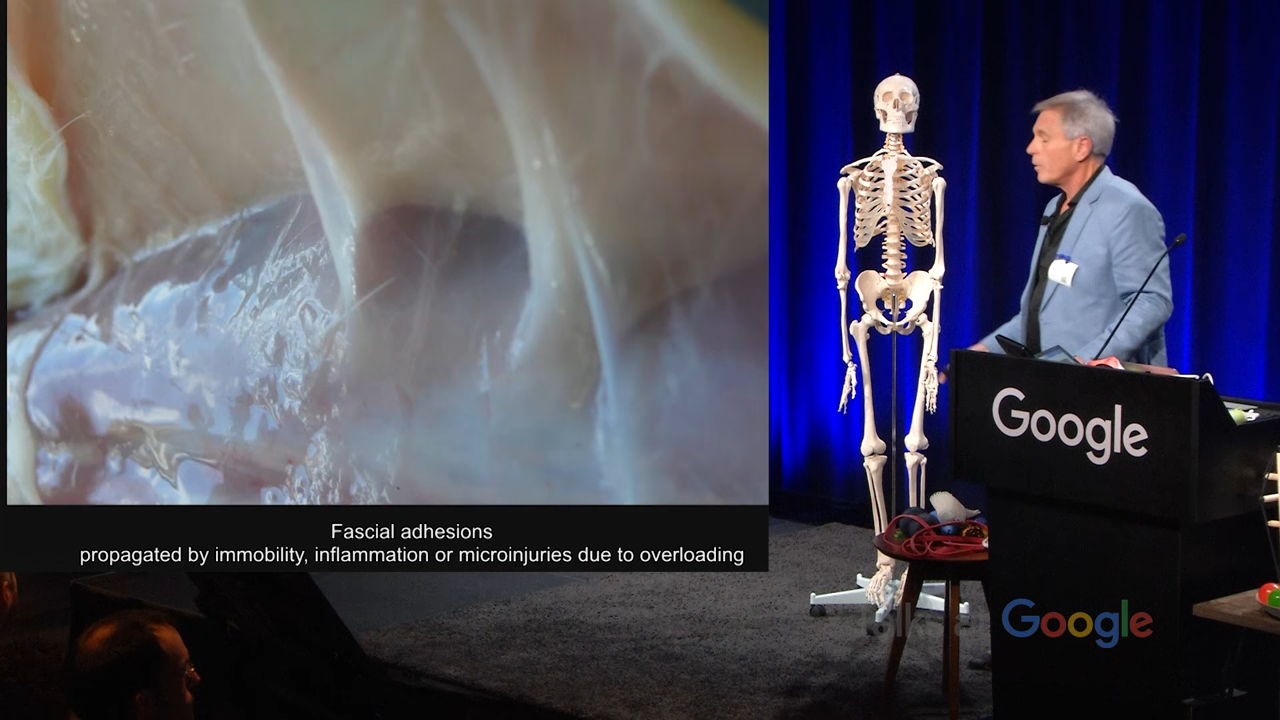 Fascial adhesions
propagated by immobility, inflammation or microinjuries due to overloading
Google
Google